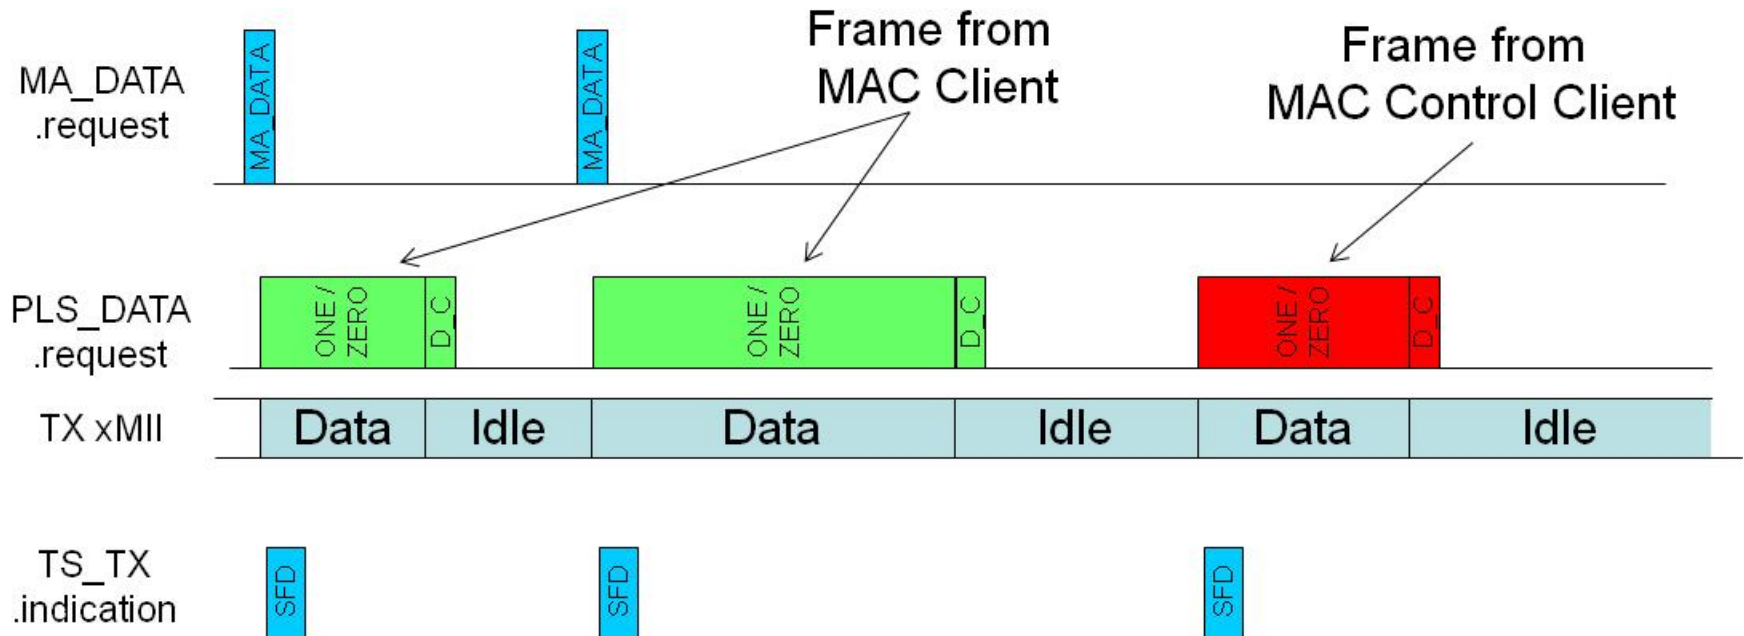 Frame from
MAC Client
Frame from
MAC Control Client
MA_DATA
.request
MA_DATA
MA_DATA
PLS_DATA
.request
ONE /
ZERO
D_C
ONE /
ZERO
D_C
ONE /
ZERO
D_C
TX xMII
Data
Idle
Data
Idle
Data
Idle
TS_TX
.indication
SFD
SFD
SFD